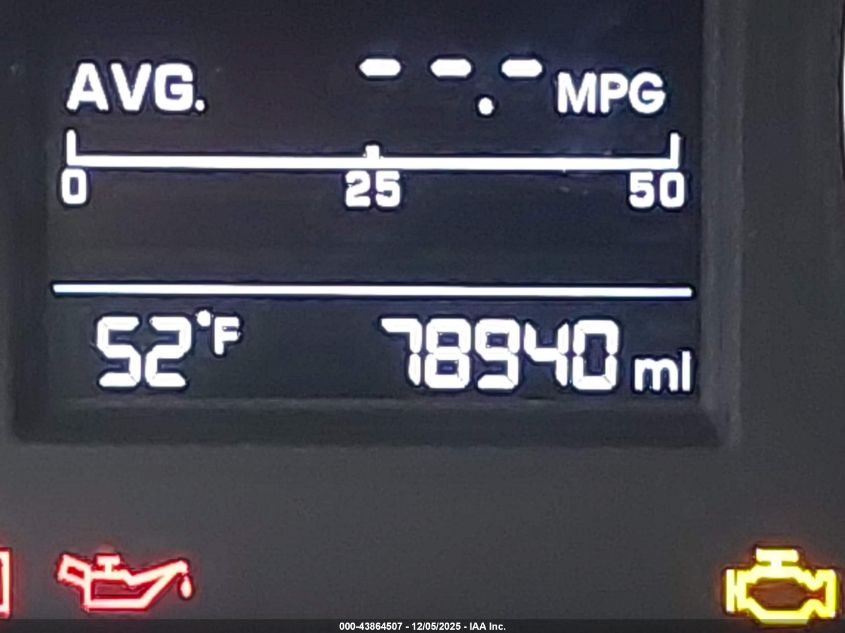 AVG. --.- MPG
0 25 50
52°F 78940 mi
000-43864507 - 12/05/2025 - IAA Inc.